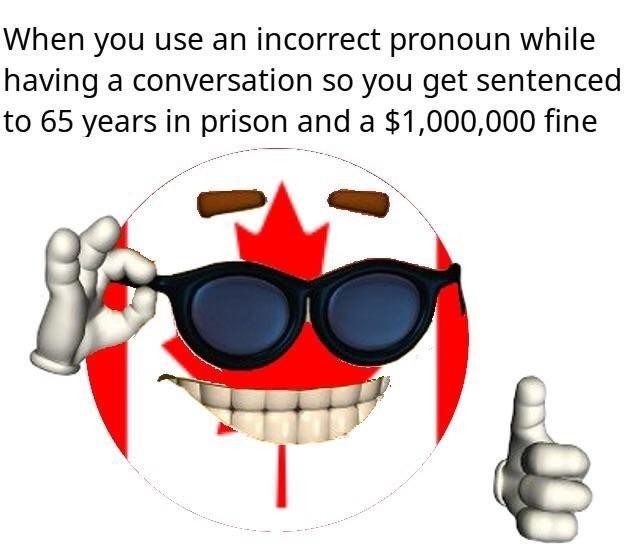 When you use an incorrect pronoun while
having a conversation so you get sentenced
to 65 years in prison and a $1,000,000 fine